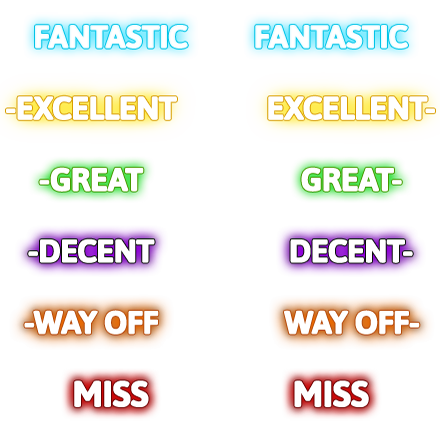 FANTASTIC FANTASTIC
-EXCELLENT EXCELLENT-
-GREAT GREAT-
-DECENT DECENT-
-WAY OFF WAY OFF-
MISS MISS